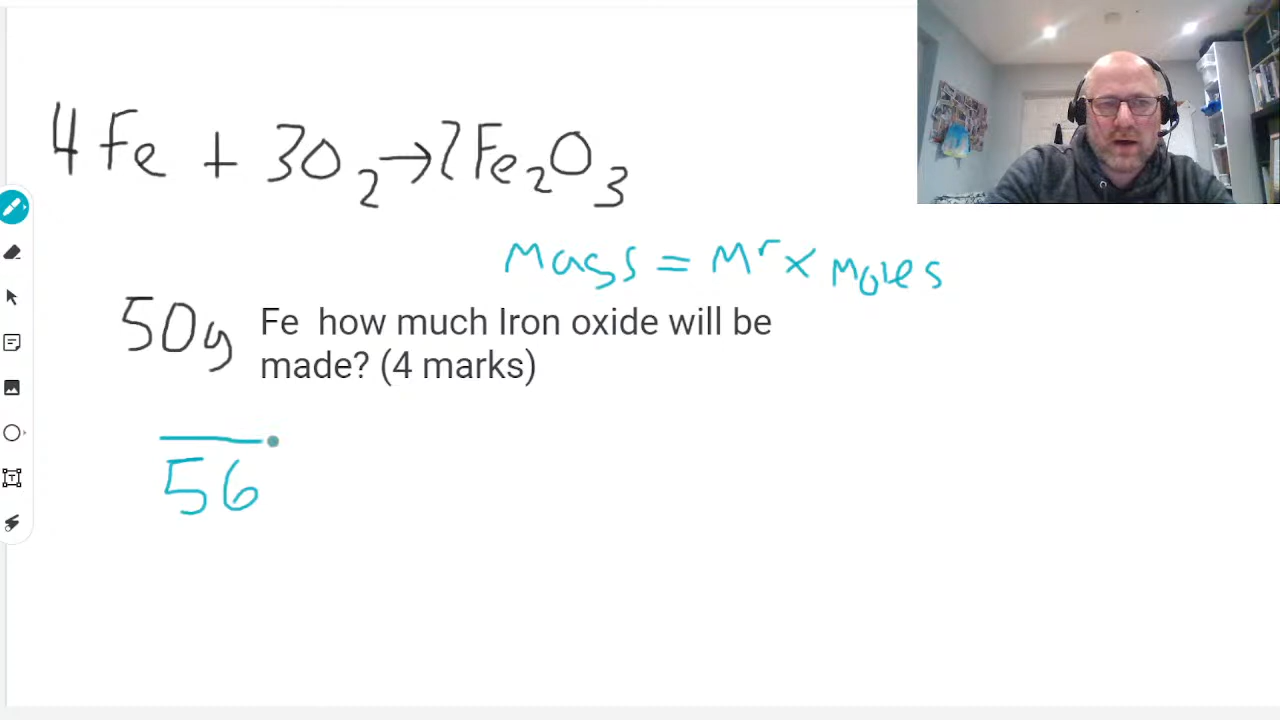 4Fe + 3O2 → 2Fe2O3
Mass = Mr × Moles
50g Fe how much Iron oxide will be
made? (4 marks)
56